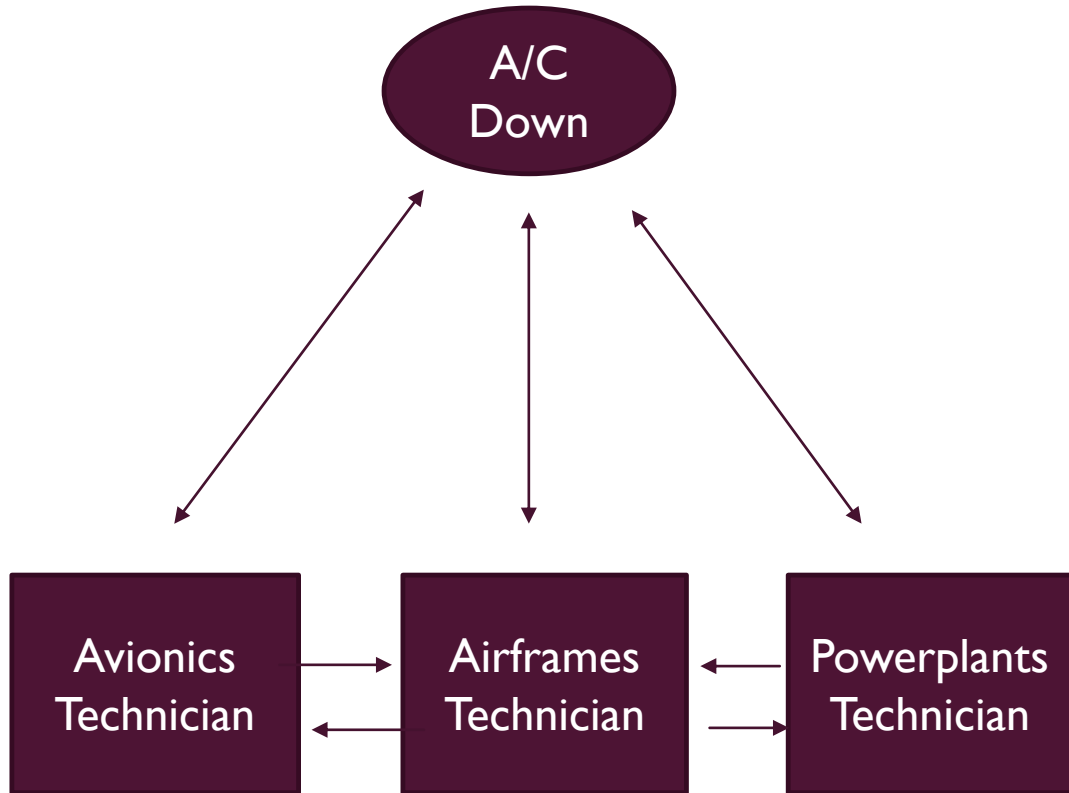 A/C
Down
Avionics
Technician
Airframes
Technician
Powerplants
Technician